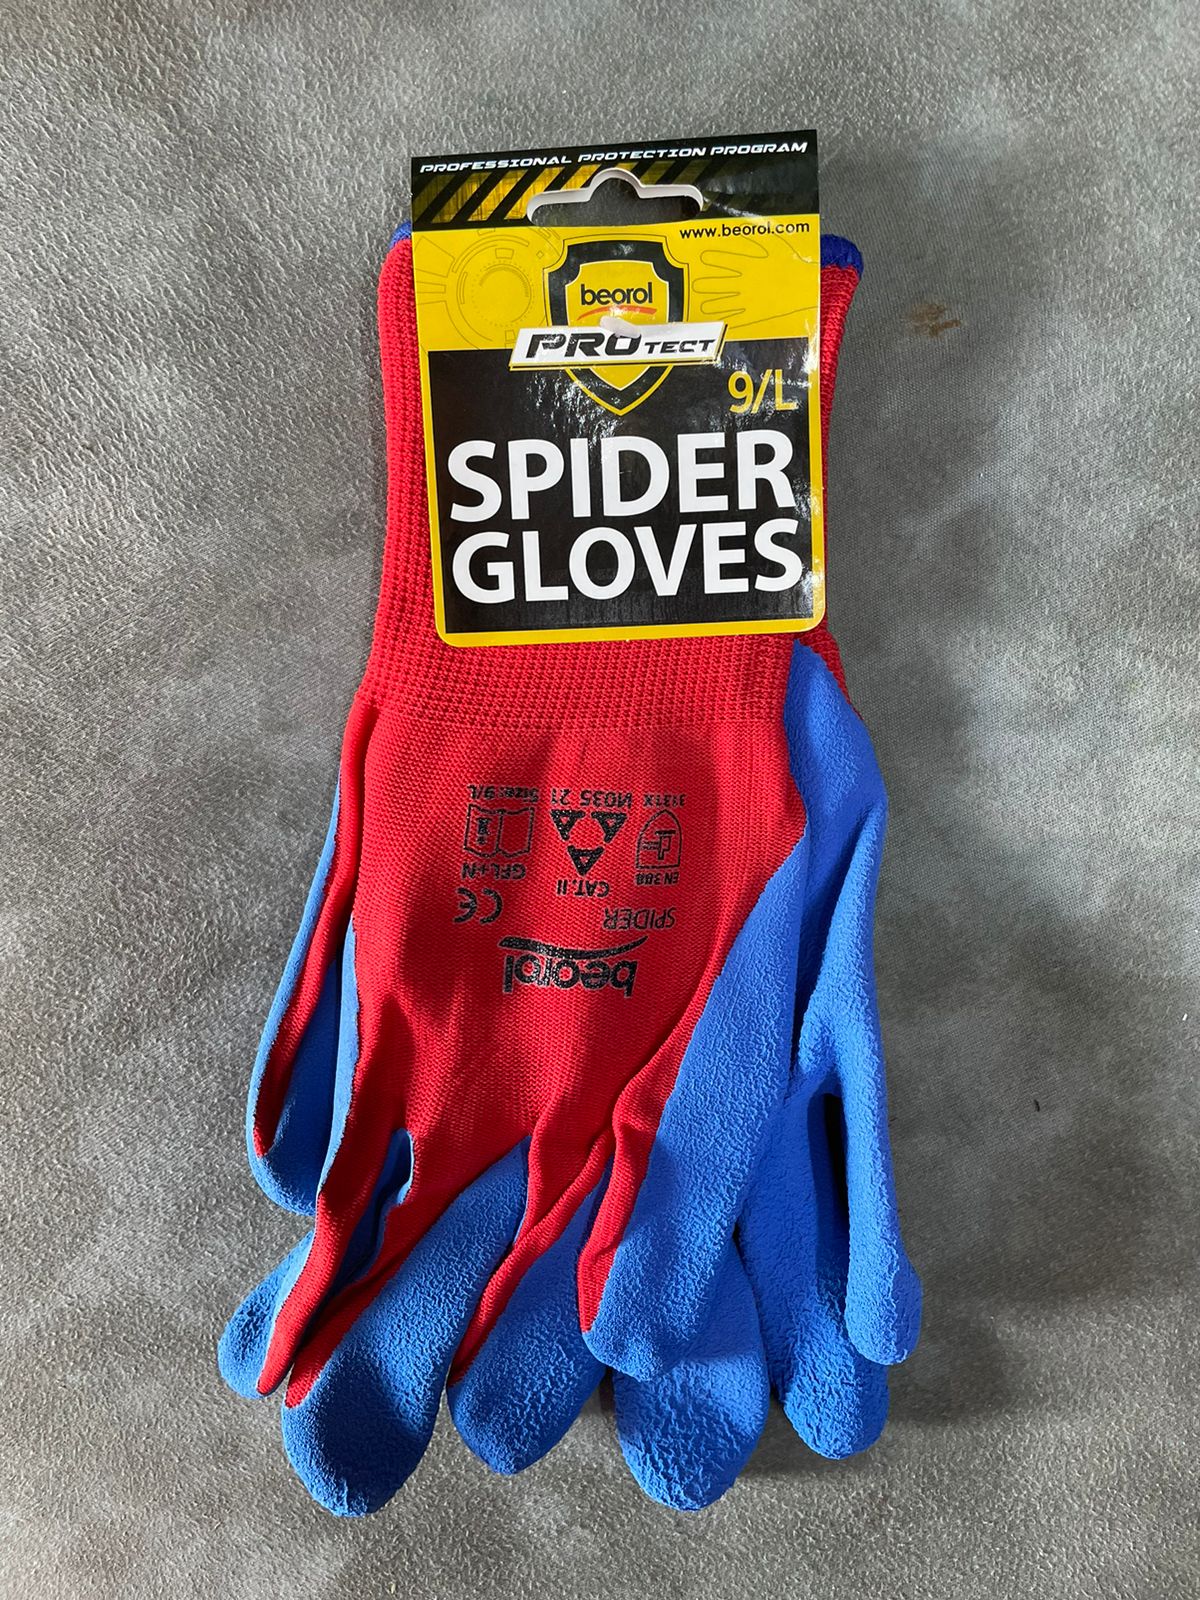 PROFESSIONAL PROTECTION PROGRAM
www.beorol.com
beorol
PROTECT
9/L
SPIDER
GLOVES
beorol
SPIDER
CE
EN 388
CAT. II
GFL+N
3131X
И035 21
Size: 9/L